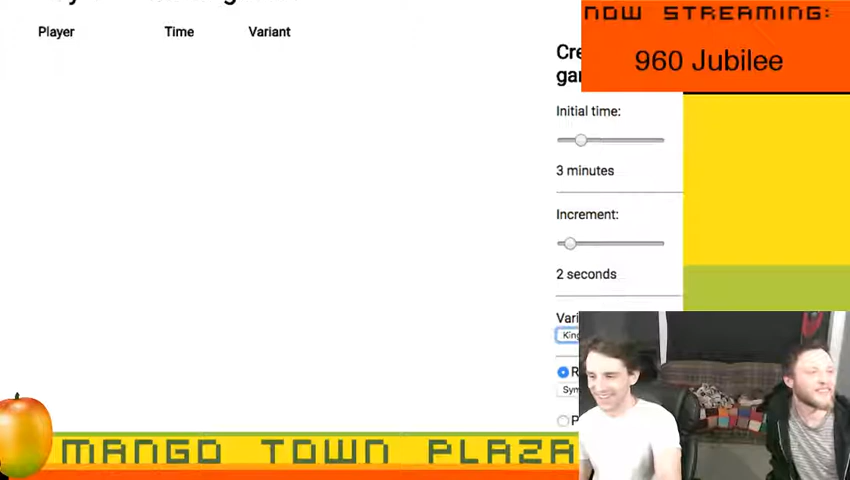 Player Time Variant
NOW STREAMING:
960 Jubilee
Initial time:
3 minutes
Increment:
2 seconds
MANGO TOWN PLAZA